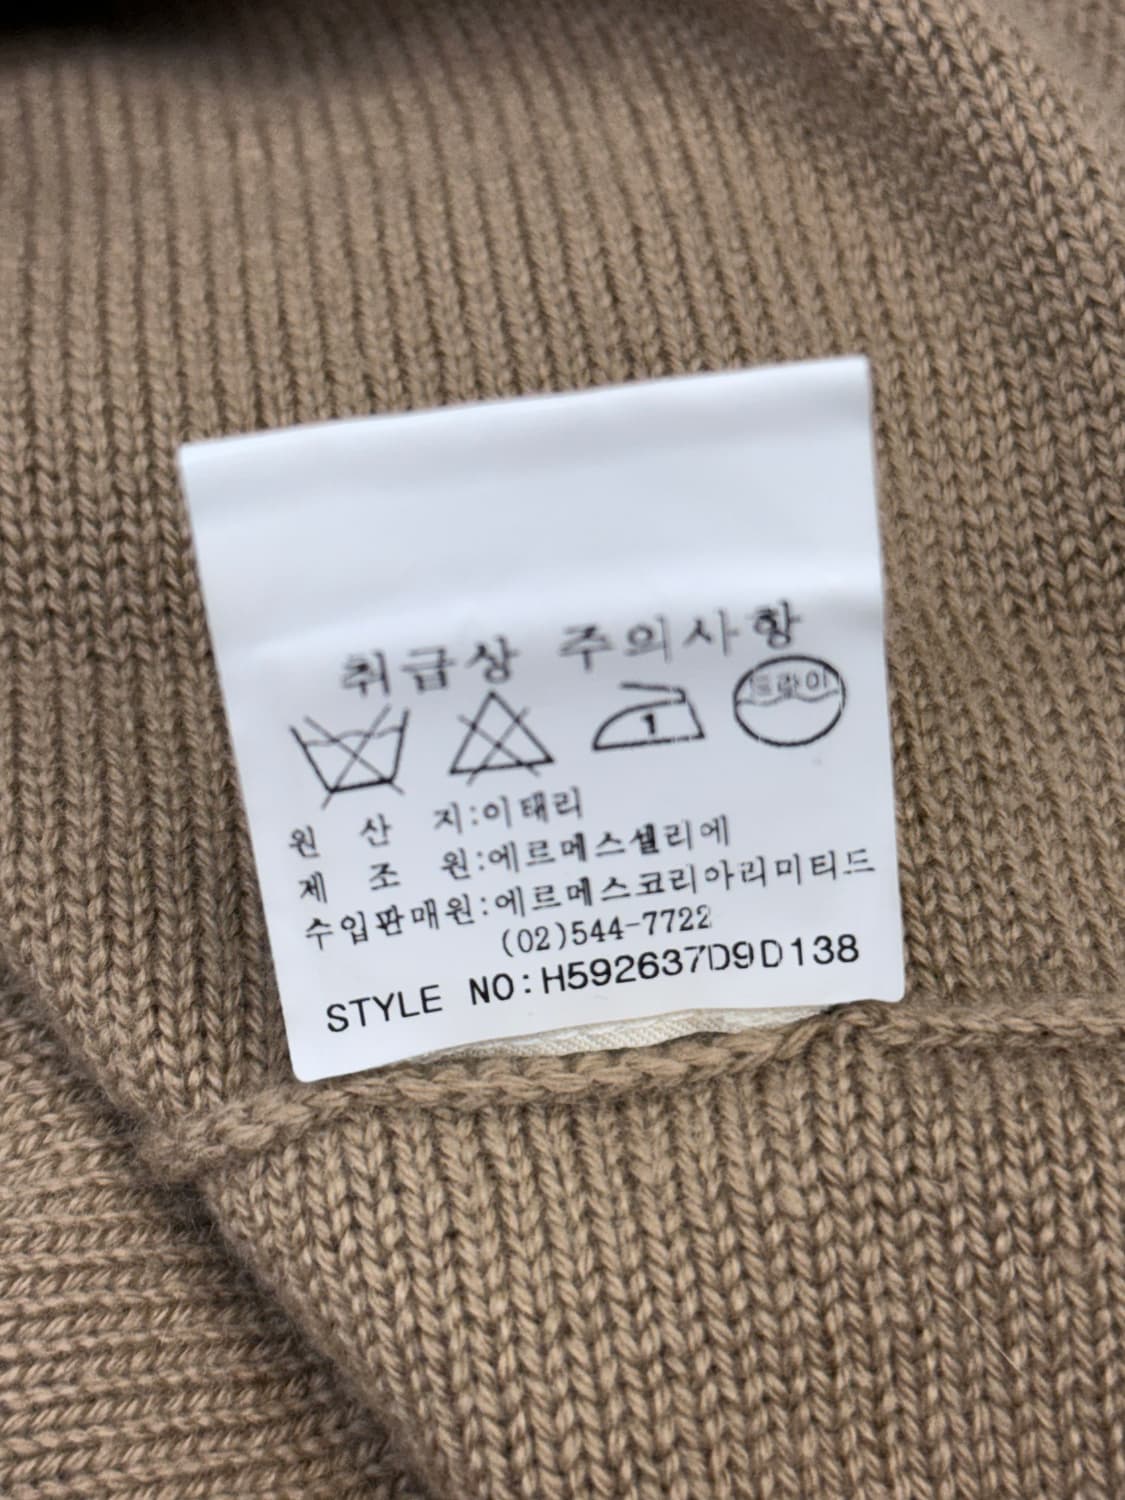 취급상 주의사항
1 드라이
원 산 지:이태리
제 조 원:에르메스셀리에
수입판매원:에르메스코리아리미티드
(02)544-7722
STYLE NO:H592637D9D138